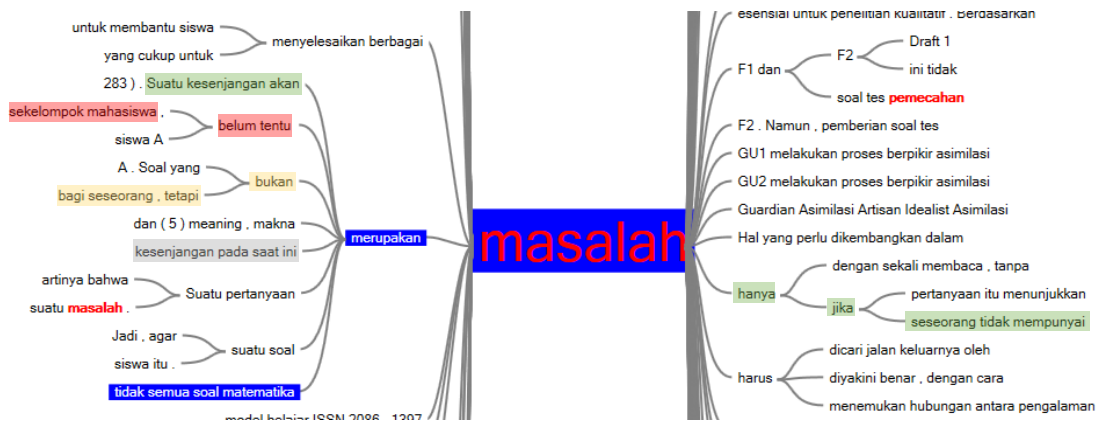 untuk membantu siswa
yang cukup untuk
menyelesaikan berbagai
283 ) . Suatu kesenjangan akan
sekelompok mahasiswa ,
siswa A
belum tentu
A . Soal yang
bagi seseorang , tetapi
bukan
dan ( 5 ) meaning , makna
kesenjangan pada saat ini
merupakan
artinya bahwa
suatu masalah .
Suatu pertanyaan
Jadi , agar
siswa itu .
suatu soal
tidak semua soal matematika
model belajar ISSN 2086 . 1397
masalah
esensial untuk penelitian kualitatif . Berdasarkan
F1 dan
F2
Draft 1
ini tidak
soal tes pemecahan
F2 . Namun , pemberian soal tes
GU1 melakukan proses berpikir asimilasi
GU2 melakukan proses berpikir asimilasi
Guardian Asimilasi Artisan Idealist Asimilasi
Hal yang perlu dikembangkan dalam
hanya
dengan sekali membaca , tanpa
jika
pertanyaan itu menunjukkan
seseorang tidak mempunyai
harus
dicari jalan keluarnya oleh
diyakini benar , dengan cara
menemukan hubungan antara pengalaman